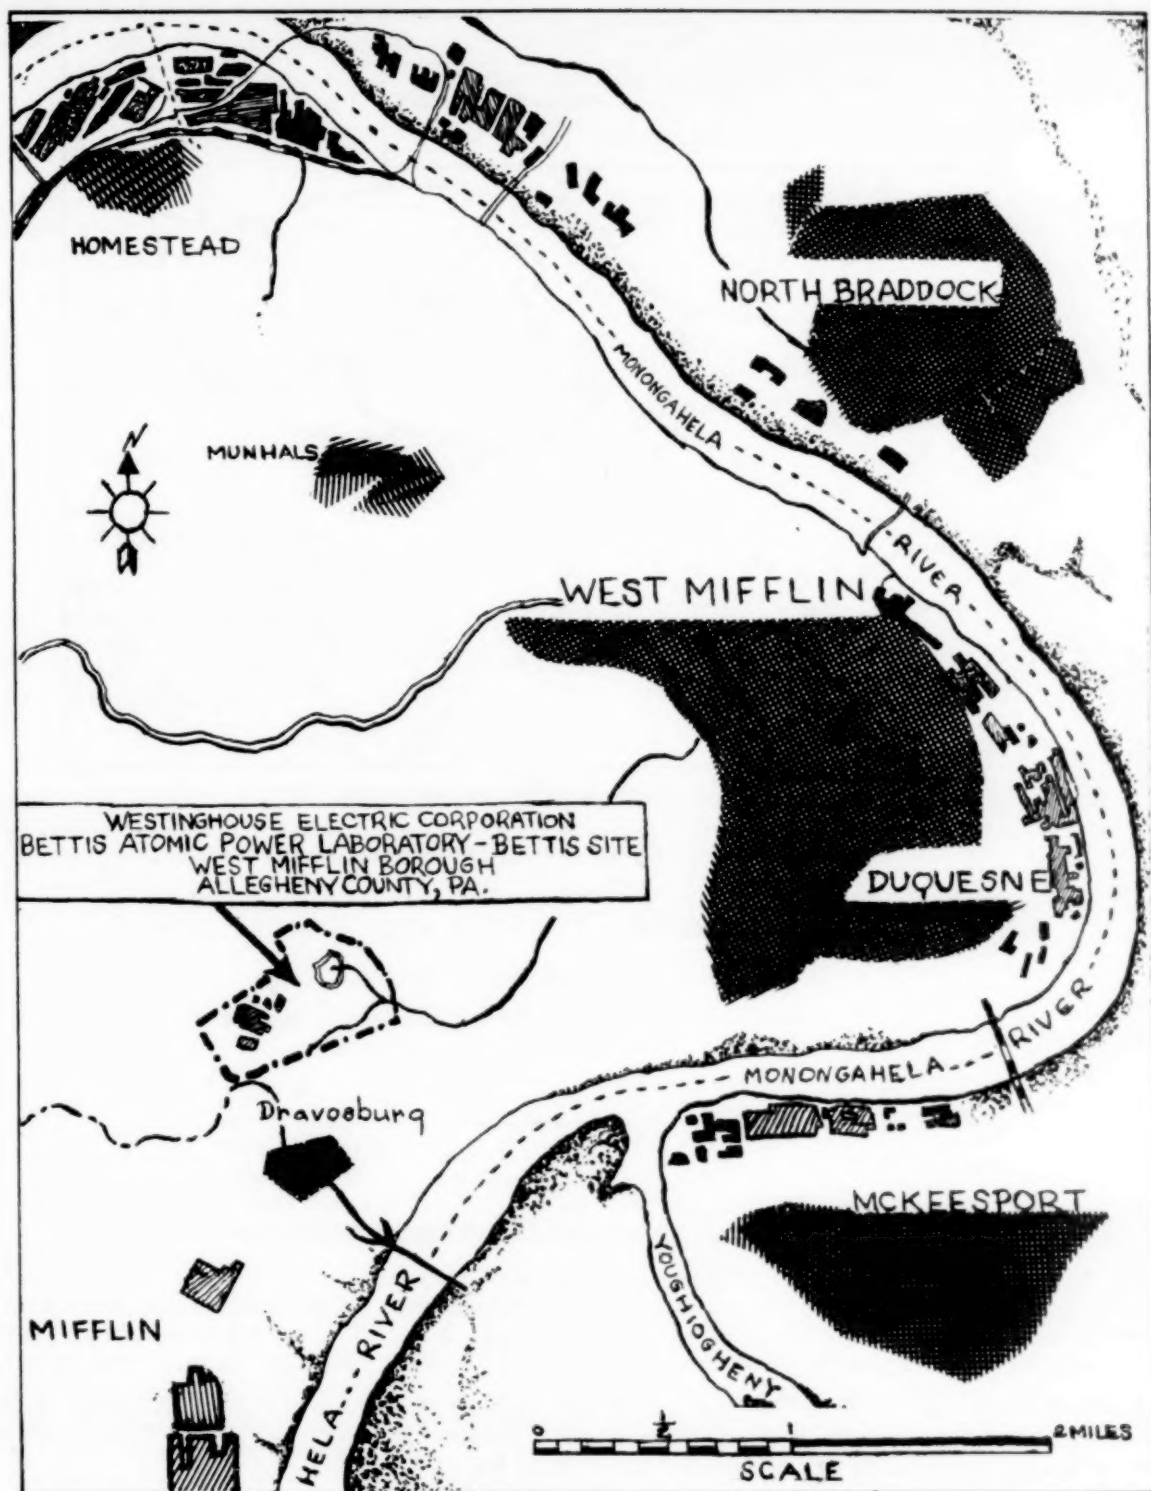 HOMESTEAD
NORTH BRADDOCK
MONONGAHELA
N
MUNHALS
RIVER
WEST MIFFLIN
WESTINGHOUSE ELECTRIC CORPORATION
BETTIS ATOMIC POWER LABORATORY-BETTIS SITE
WEST MIFFLIN BOROUGH
ALLEGHENY COUNTY, PA.
DUQUESNE
RIVER
MONONGAHELA
Dravosburg
MCKEESPORT
YOUGHIOGHENY
RIVER
HELA
MIFFLIN
0 1/2 1 2 MILES
SCALE